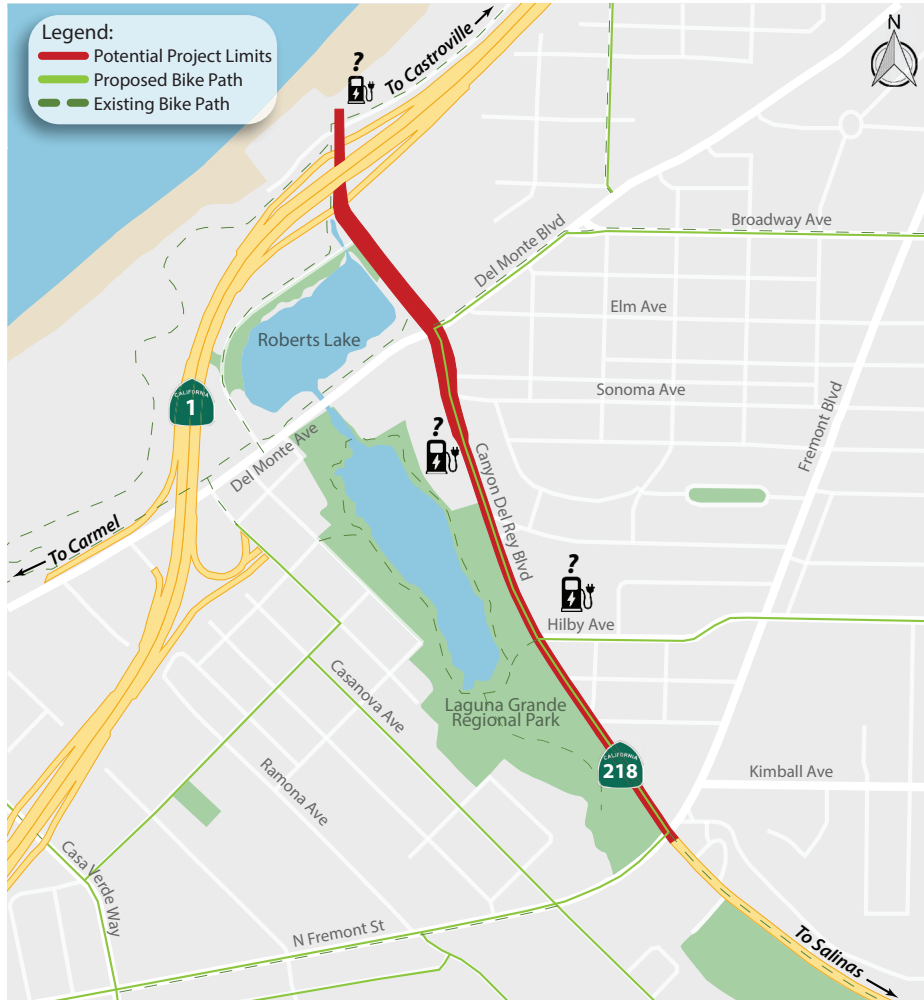 Legend:
Potential Project Limits
Proposed Bike Path
Existing Bike Path
?
To Castroville
N
Broadway Ave
Del Monte Blvd
Elm Ave
Roberts Lake
Sonoma Ave
CALIFORNIA
1
Fremont Blvd
?
Del Monte Ave
Canyon Del Rey Blvd
To Carmel
?
Hilby Ave
Casanova Ave
Laguna Grande
Regional Park
Ramona Ave
CALIFORNIA
218
Kimball Ave
Casa Verde Way
N Fremont St
To Salinas